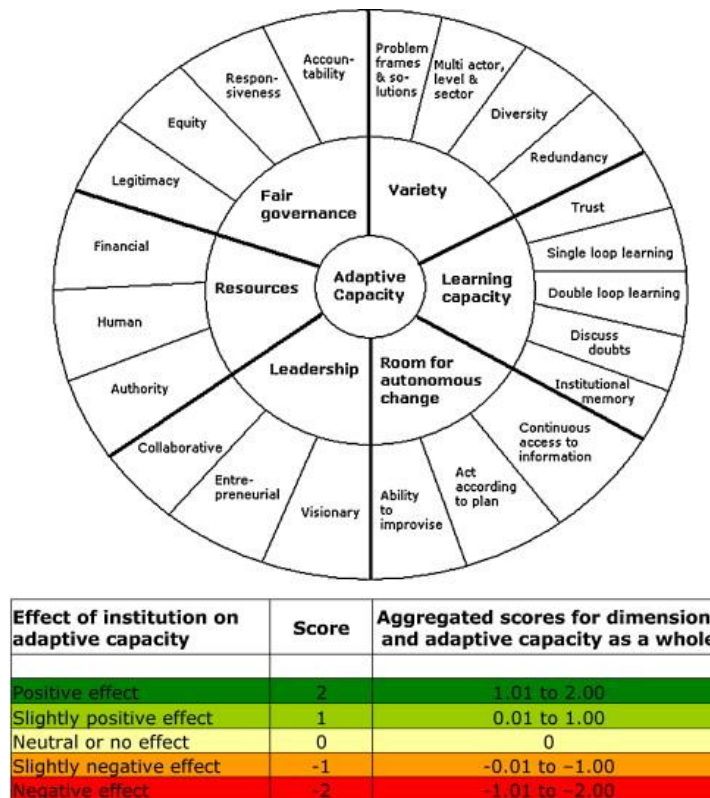 Accoun-
tability
Problem
frames
& so-
lutions
Multi actor,
level &
sector
Diversity
Redundancy
Trust
Single loop learning
Double loop learning
Discuss
doubts
Institutional
memory
Continuous
access to
information
Act
according
to plan
Ability
to
improvise
Visionary
Entre-
preneurial
Collaborative
Authority
Human
Financial
Legitimacy
Equity
Respon-
siveness
Fair
governance
Variety
Learning
capacity
Room for
autonomous
change
Leadership
Resources
Adaptive
Capacity
Effect of institution on
adaptive capacity
Score
Aggregated scores for dimension
and adaptive capacity as a whole
Positive effect 2 1.01 to 2.00
Slightly positive effect 1 0.01 to 1.00
Neutral or no effect 0 0
Slightly negative effect -1 -0.01 to –1.00
Negative effect -2 -1.01 to –2.00